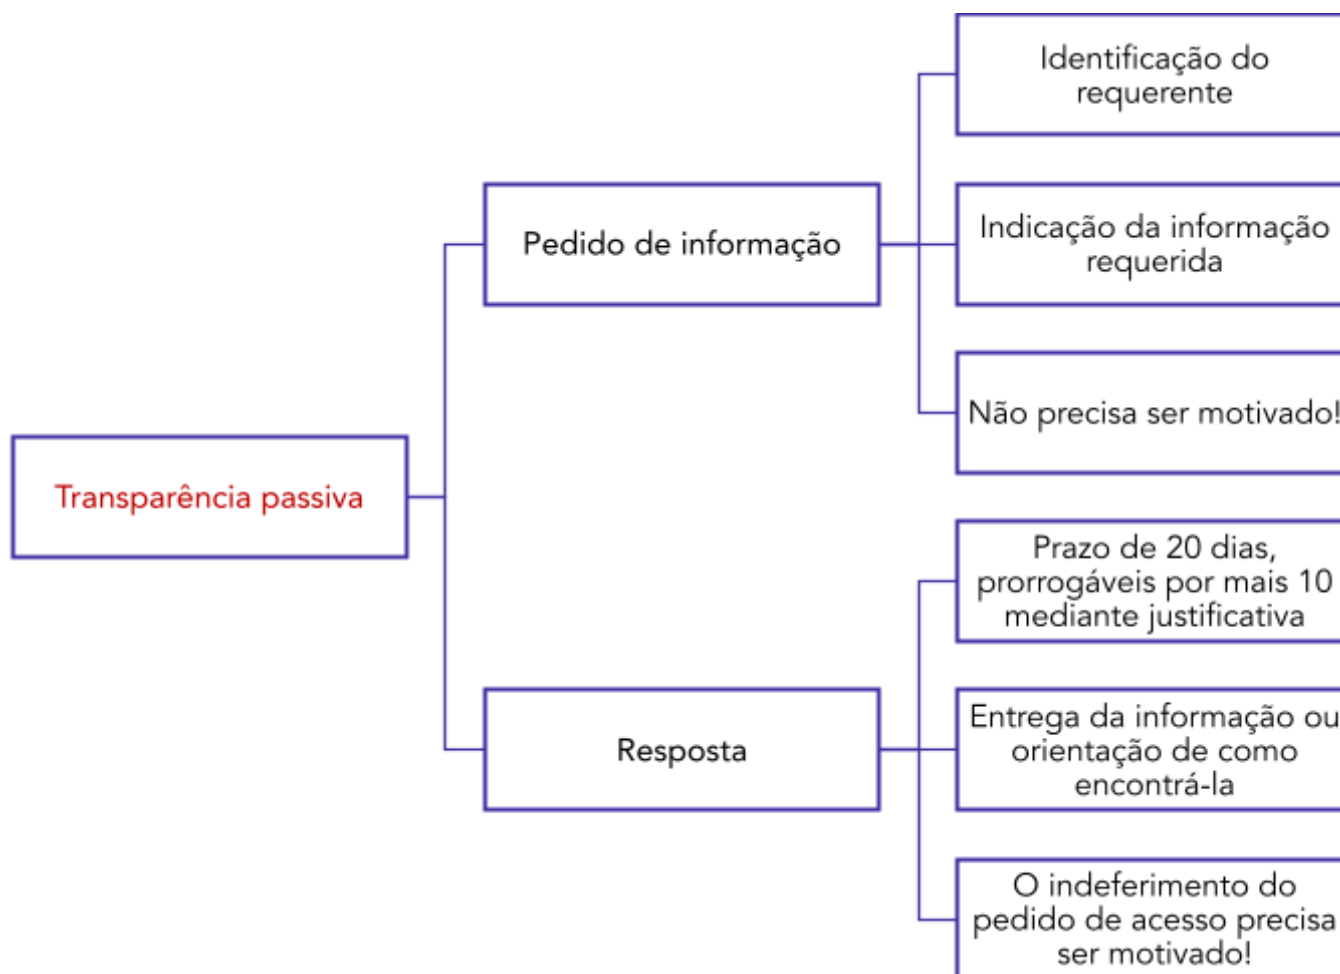 Identificação do
requerente
Pedido de informação
Indicação da informação
requerida
Não precisa ser motivado!
Transparência passiva
Prazo de 20 dias,
prorrogáveis por mais 10
mediante justificativa
Resposta
Entrega da informação ou
orientação de como
encontrá-la
O indeferimento do
pedido de acesso precisa
ser motivado!